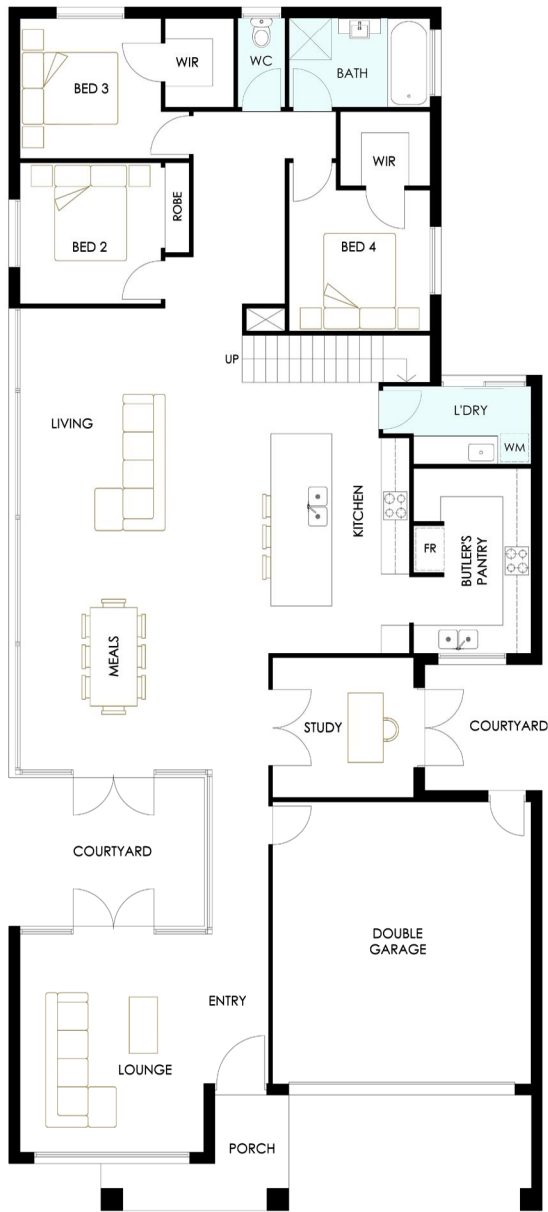 WIR
WC
BATH
BED 3
WIR
ROBE
BED 2
BED 4
UP
L'DRY
LIVING
WM
KITCHEN
FR
BUTLER'S
PANTRY
MEALS
STUDY
COURTYARD
COURTYARD
DOUBLE
GARAGE
ENTRY
LOUNGE
PORCH